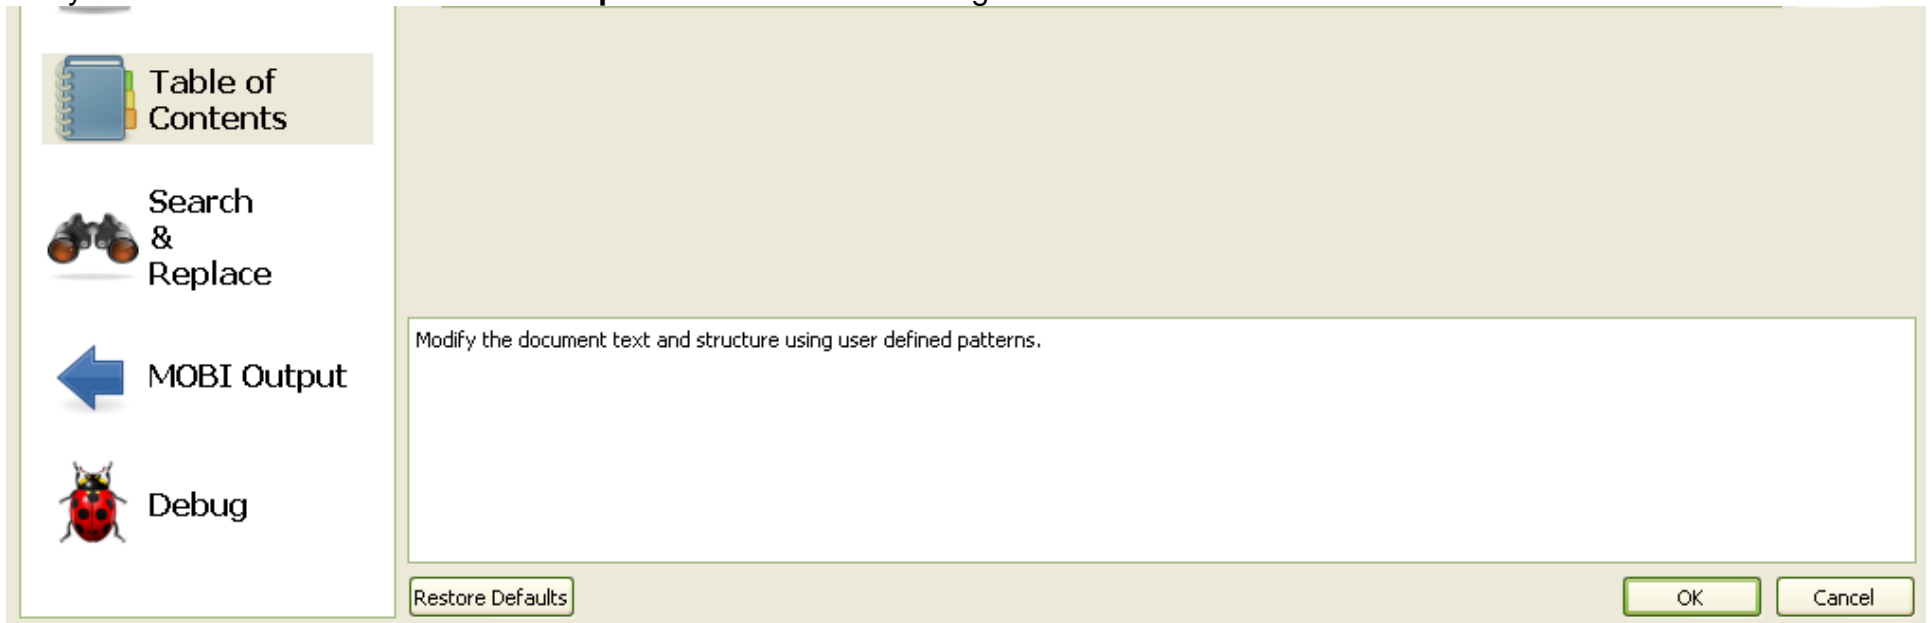 Table of
Contents
Search
&
Replace
MOBI Output
Debug
Modify the document text and structure using user defined patterns.
Restore Defaults
OK
Cancel